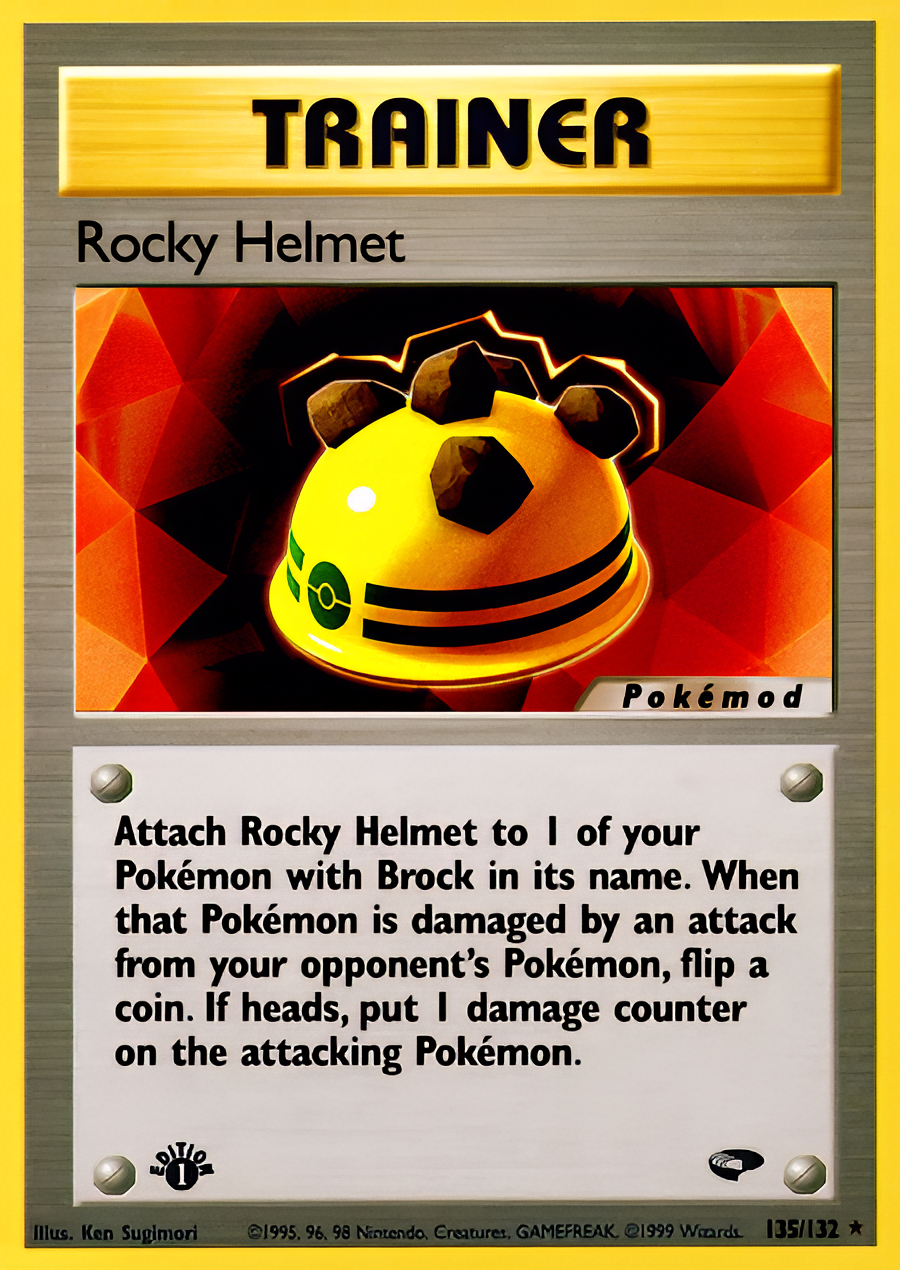 TRAINER
Rocky Helmet
Pokémod
Attach Rocky Helmet to 1 of your
Pokémon with Brock in its name. When
that Pokémon is damaged by an attack
from your opponent's Pokémon, flip a
coin. If heads, put 1 damage counter
on the attacking Pokémon.
EDITION
1
Illus. Ken Sugimori ©1995, 96, 98 Nintendo, Creatures, GAMEFREAK. ©1999 Wizards. 135/132 ★